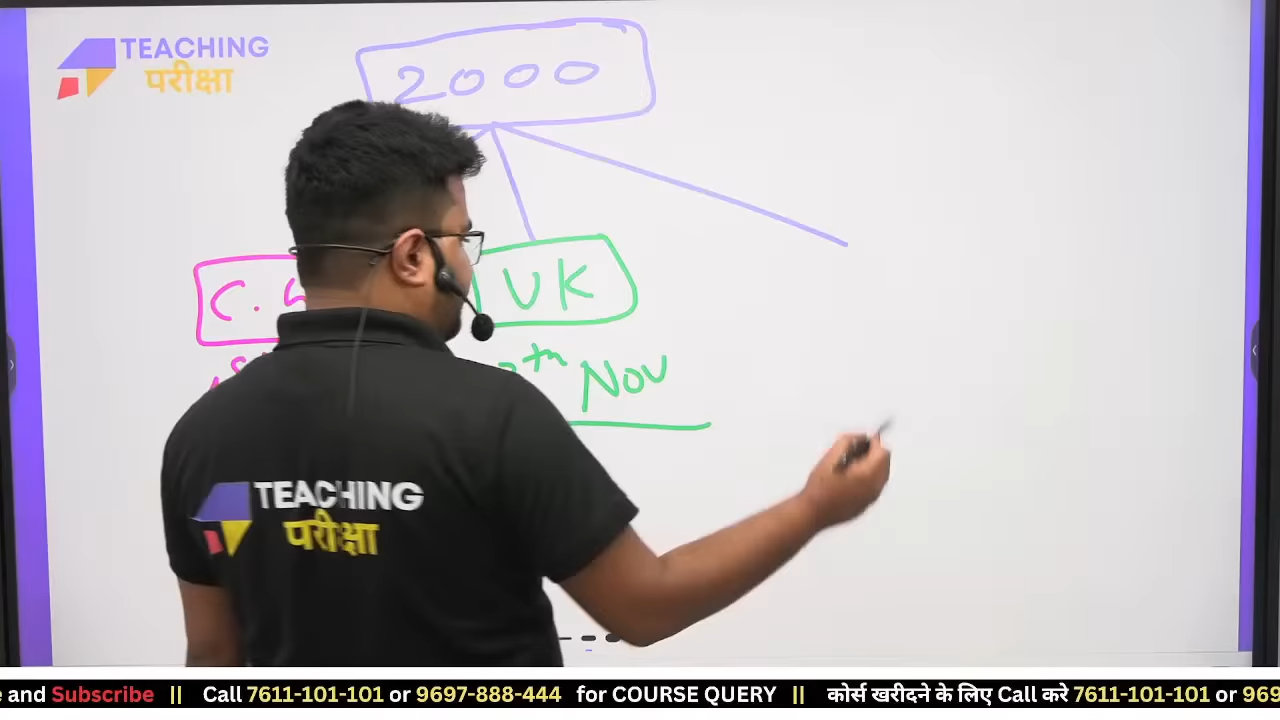 TEACHING
परीक्षा
2000
C.
UK
th Nov
TEACHING
परीक्षा
e and Subscribe || Call 7611-101-101 or 9697-888-444 for COURSE QUERY || कोर्स खरीदने के लिए Call करे 7611-101-101 or 969